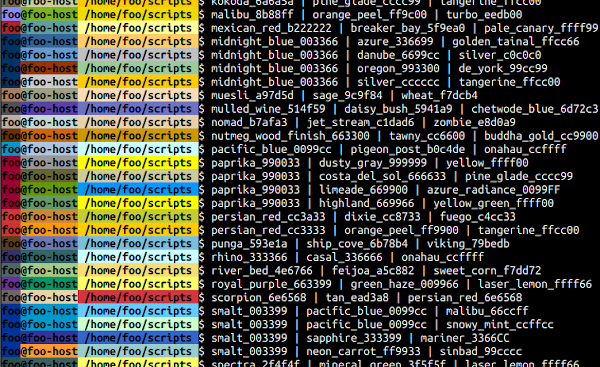 foo@foo-host /home/foo/scripts $ kokoda_6a6a5a | pine_glade_cccc99 | tangerine_ffcc00
foo@foo-host /home/foo/scripts $ malibu_8b88ff | orange_peel_ff9c00 | turbo_eedb00
foo@foo-host /home/foo/scripts $ mexican_red_b222222 | breaker_bay_5f9ea0 | pale_canary_ffff99
foo@foo-host /home/foo/scripts $ midnight_blue_003366 | azure_336699 | golden_tainal_ffcc66
foo@foo-host /home/foo/scripts $ midnight_blue_003366 | danube_6699cc | silver_c0c0c0
foo@foo-host /home/foo/scripts $ midnight_blue_003366 | oregon_993300 | de_york_99cc99
foo@foo-host /home/foo/scripts $ midnight_blue_003366 | silver_cccccc | tangerine_ffcc00
foo@foo-host /home/foo/scripts $ muesli_a97d5d | sage_9c9f84 | wheat_f7dcb4
foo@foo-host /home/foo/scripts $ mulled_wine_514f59 | daisy_bush_5941a9 | chetwode_blue_6d72c3
foo@foo-host /home/foo/scripts $ nomad_b7afa3 | jet_stream_c1dad6 | zombie_e8d0a9
foo@foo-host /home/foo/scripts $ nutmeg_wood_finish_663300 | tawny_cc6600 | buddha_gold_cc9900
foo@foo-host /home/foo/scripts $ pacific_blue_0099cc | pigeon_post_b0c4de | onahau_ccffff
foo@foo-host /home/foo/scripts $ paprika_990033 | dusty_gray_999999 | yellow_ffff00
foo@foo-host /home/foo/scripts $ paprika_990033 | costa_del_sol_666633 | pine_glade_cccc99
foo@foo-host /home/foo/scripts $ paprika_990033 | limeade_669900 | azure_radiance_0099FF
foo@foo-host /home/foo/scripts $ paprika_990033 | highland_669966 | yellow_green_ffff00
foo@foo-host /home/foo/scripts $ persian_red_cc3a33 | dixie_cc8733 | fuego_c4cc33
foo@foo-host /home/foo/scripts $ persian_red_cc3333 | orange_peel_ff9900 | tangerine_ffcc00
foo@foo-host /home/foo/scripts $ punga_593e1a | ship_cove_6b78b4 | viking_79bedb
foo@foo-host /home/foo/scripts $ rhino_333366 | casal_336666 | onahau_ccffff
foo@foo-host /home/foo/scripts $ river_bed_4e6766 | feijoa_a5c882 | sweet_corn_f7dd72
foo@foo-host /home/foo/scripts $ royal_purple_663399 | green_haze_009966 | laser_lemon_ffff66
foo@foo-host /home/foo/scripts $ scorpion_6e6568 | tan_ead3a8 | persian_red_6e6568
foo@foo-host /home/foo/scripts $ smalt_003399 | pacific_blue_0099cc | malibu_66ccff
foo@foo-host /home/foo/scripts $ smalt_003399 | pacific_blue_0099cc | snowy_mint_ccffcc
foo@foo-host /home/foo/scripts $ smalt_003399 | sapphire_333399 | mariner_3366CC
foo@foo-host /home/foo/scripts $ smalt_003399 | neon_carrot_ff9933 | sinbad_99cccc
foo@foo-host /home/foo/scripts $ spectra_2f4f4f | mineral_green_3f5f5f | laser_lemon_ffff66